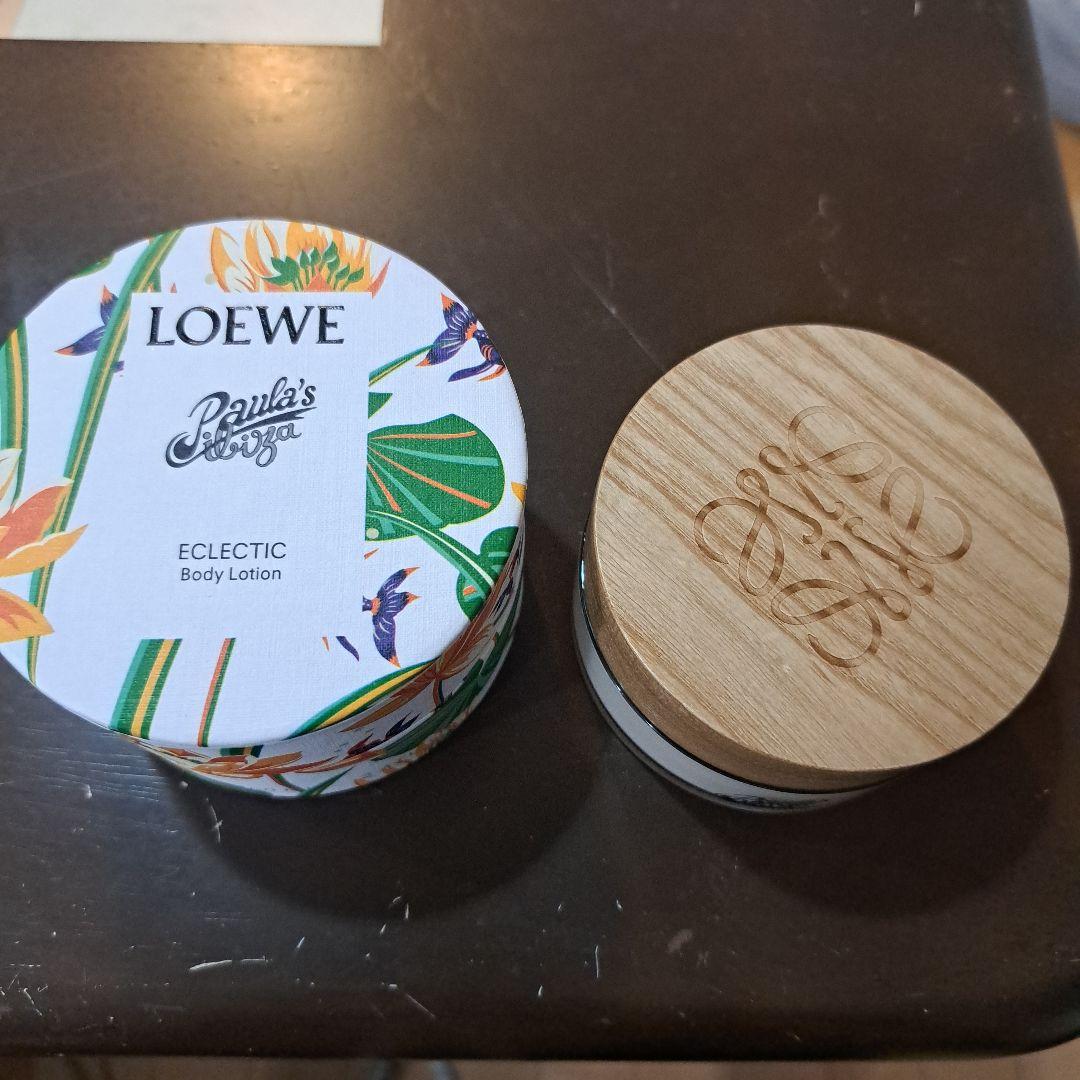 LOEWE
Paula's
Ibiza
ECLECTIC
Body Lotion